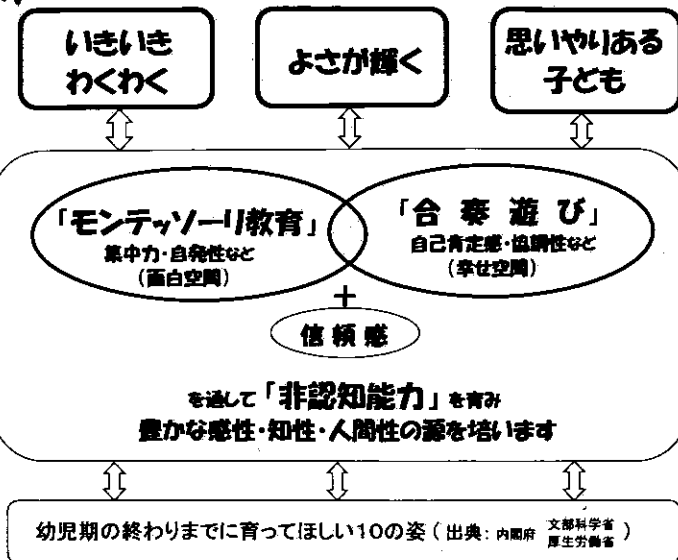 いきいき
わくわく
よさが輝く
思いやりある
子ども
「モンテッソーリ教育」
集中力・自発性など
(面白空間)
「合奏遊び」
自己肯定感・協調性など
(幸せ空間)
+
信頼感
を通して「非認知能力」を育み
豊かな感性・知性・人間性の源を培います
幼児期の終わりまでに育ってほしい10の姿(出典:内閣府 文部科学省 厚生労働省)